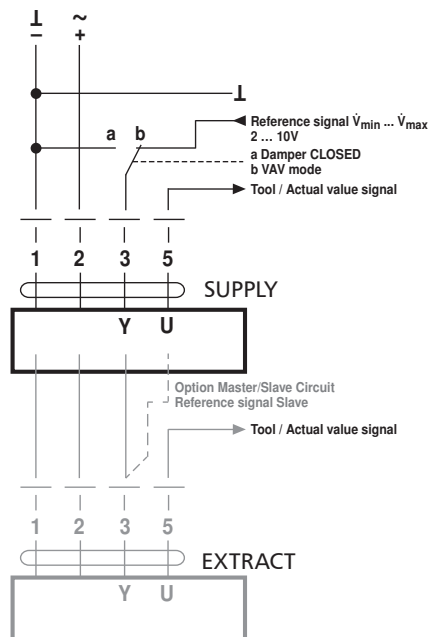 ⊥ ~
– +
⊥
Reference signal V̇min ... V̇max
2 ... 10V
a b
a Damper CLOSED
b VAV mode
Tool / Actual value signal
1 2 3 5
SUPPLY
Y U
Option Master/Slave Circuit
Reference signal Slave
Tool / Actual value signal
1 2 3 5
EXTRACT
Y U